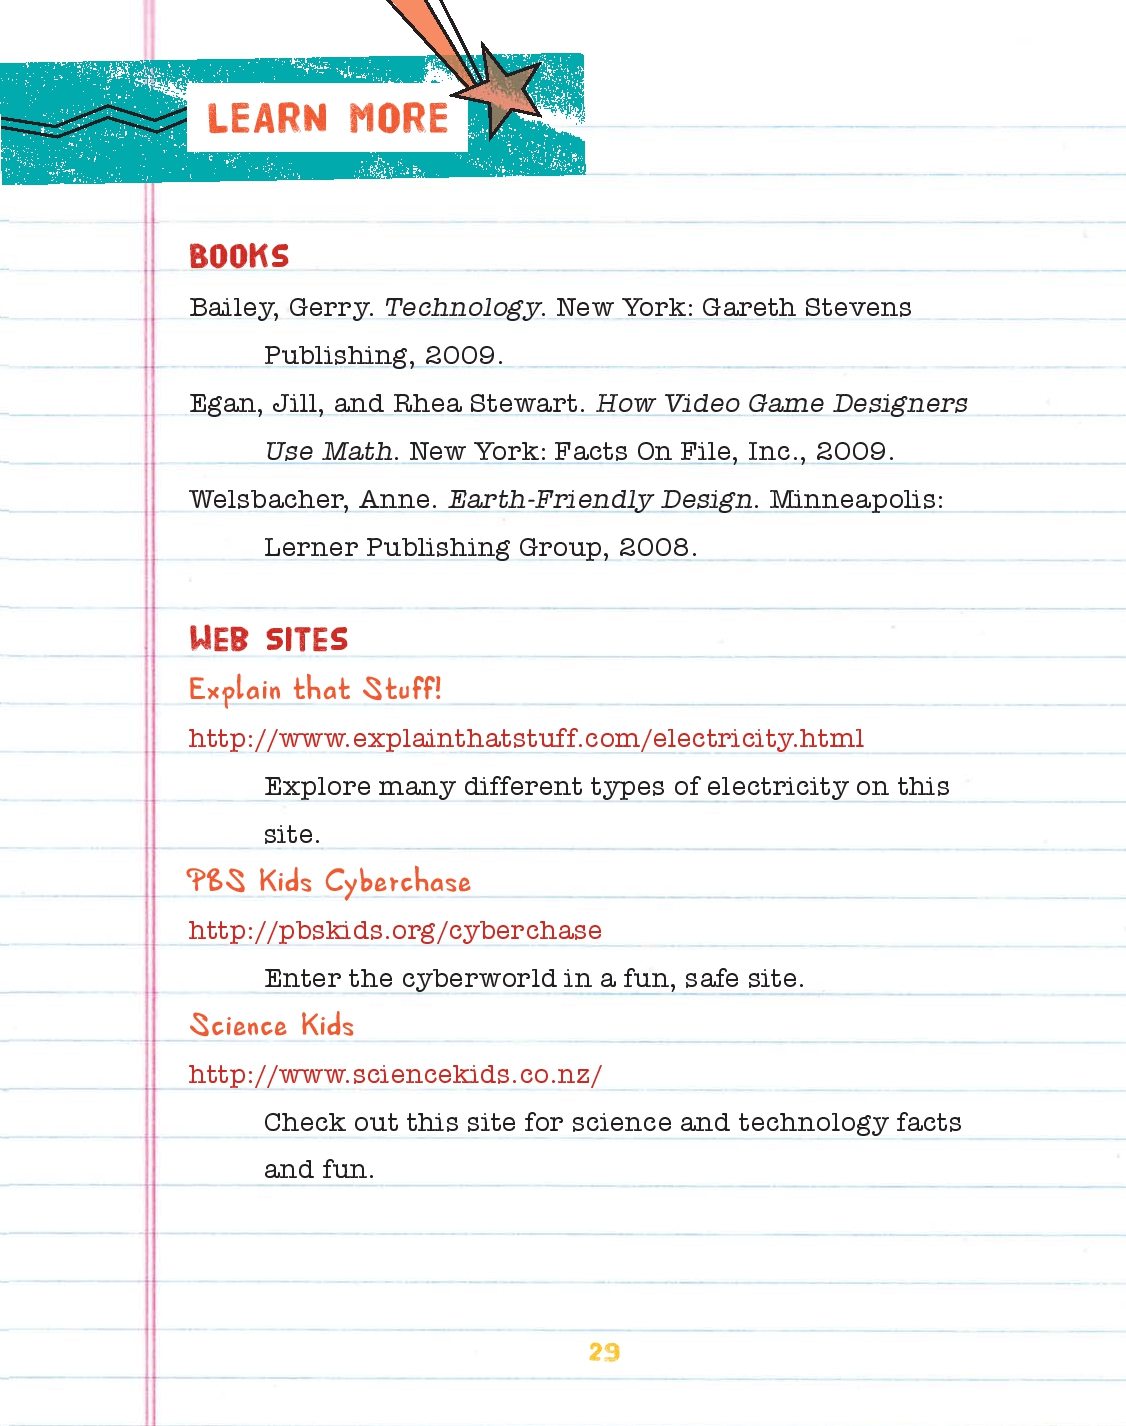 LEARN MORE
BOOKS
Bailey, Gerry. Technology. New York: Gareth Stevens
Publishing, 2009.
Egan, Jill, and Rhea Stewart. How Video Game Designers
Use Math. New York: Facts On File, Inc., 2009.
Welsbacher, Anne. Earth-Friendly Design. Minneapolis:
Lerner Publishing Group, 2008.
WEB SITES
Explain that Stuff!
http://www.explainthatstuff.com/electricity.html
Explore many different types of electricity on this
site.
PBS Kids Cyberchase
http://pbskids.org/cyberchase
Enter the cyberworld in a fun, safe site.
Science Kids
http://www.sciencekids.co.nz/
Check out this site for science and technology facts
and fun.
29